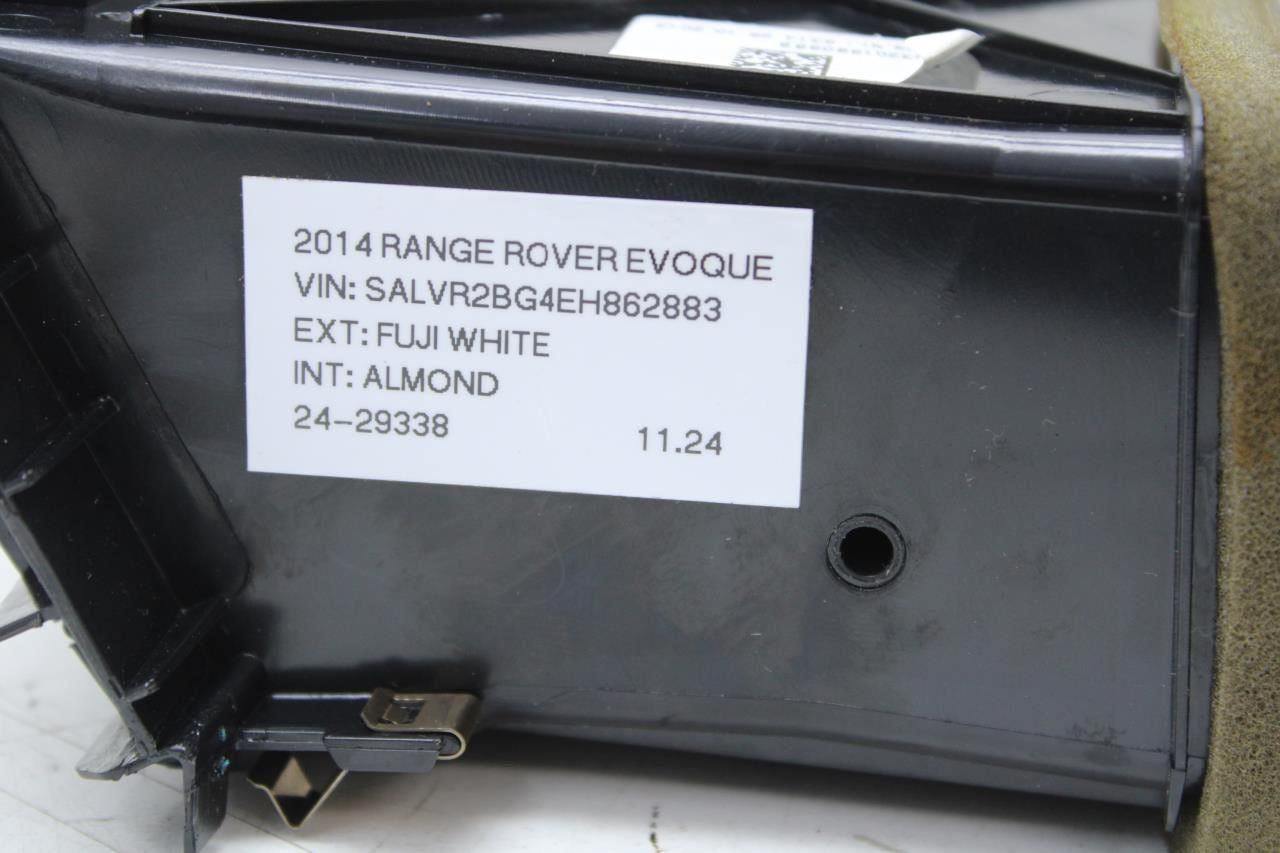 2014 RANGE ROVER EVOQUE
VIN: SALVR2BG4EH862883
EXT: FUJI WHITE
INT: ALMOND
24-29338 11.24